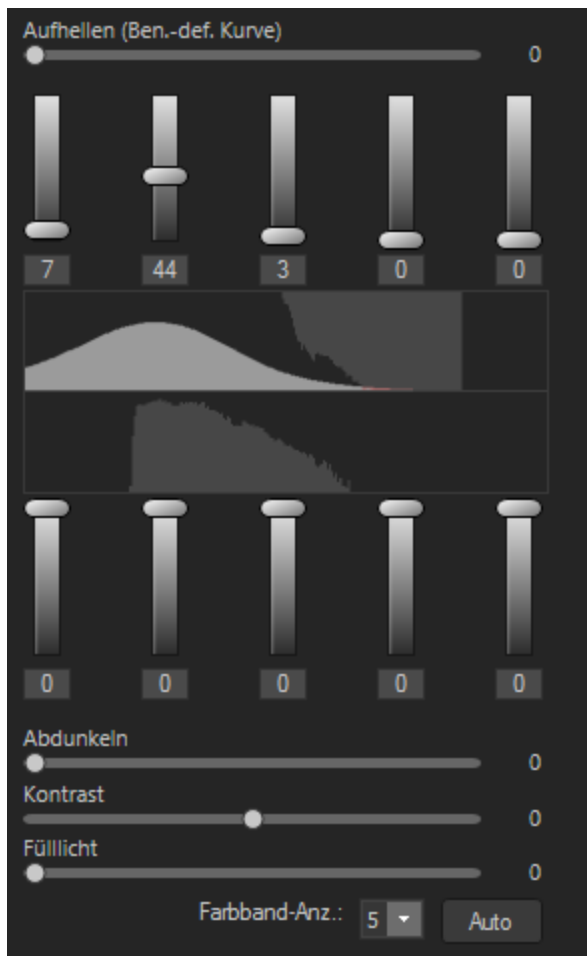 Aufhellen (Ben.-def. Kurve)
0
7 44 3 0 0
0 0 0 0 0
Abdunkeln
0
Kontrast
0
Fülllicht
0
Farbband-Anz.: 5 Auto